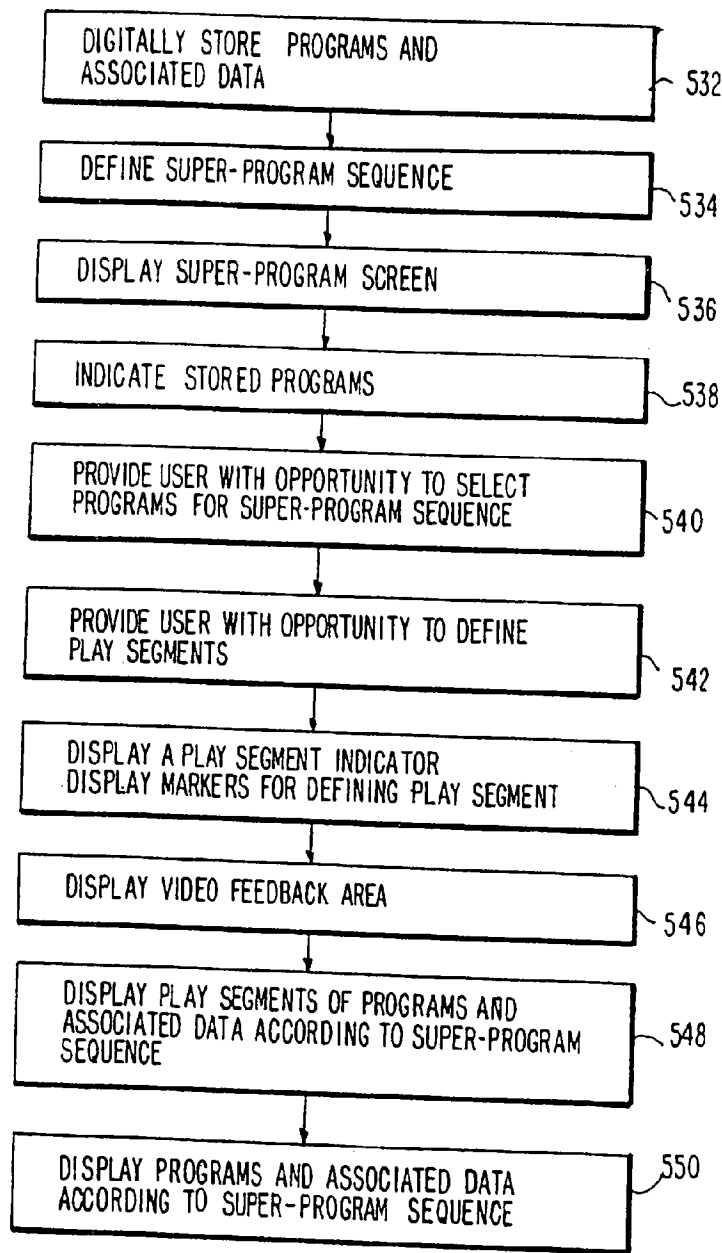 DIGITALLY STORE PROGRAMS AND
ASSOCIATED DATA
532
DEFINE SUPER-PROGRAM SEQUENCE
534
DISPLAY SUPER-PROGRAM SCREEN
536
INDICATE STORED PROGRAMS
538
PROVIDE USER WITH OPPORTUNITY TO SELECT
PROGRAMS FOR SUPER-PROGRAM SEQUENCE
540
PROVIDE USER WITH OPPORTUNITY TO DEFINE
PLAY SEGMENTS
542
DISPLAY A PLAY SEGMENT INDICATOR
DISPLAY MARKERS FOR DEFINING PLAY SEGMENT
544
DISPLAY VIDEO FEEDBACK AREA
546
DISPLAY PLAY SEGMENTS OF PROGRAMS AND
ASSOCIATED DATA ACCORDING TO SUPER-PROGRAM
SEQUENCE
548
DISPLAY PROGRAMS AND ASSOCIATED DATA
ACCORDING TO SUPER-PROGRAM SEQUENCE
550